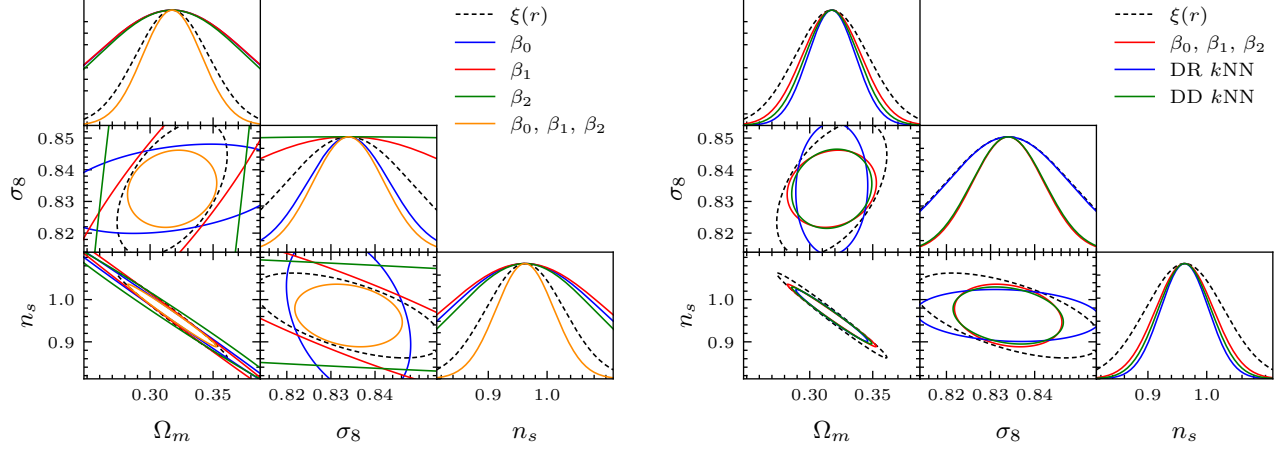 ξ(r)
β₀
β₁
β₂
β₀, β₁, β₂
0.85
0.84
0.83
0.82
σ₈
1.0
0.9
nₛ
0.30 0.35
0.82 0.83 0.84
0.9 1.0
Ωₘ σ₈ nₛ
ξ(r)
β₀, β₁, β₂
DR kNN
DD kNN
0.85
0.84
0.83
0.82
σ₈
1.0
0.9
nₛ
0.30 0.35
0.82 0.83 0.84
0.9 1.0
Ωₘ σ₈ nₛ